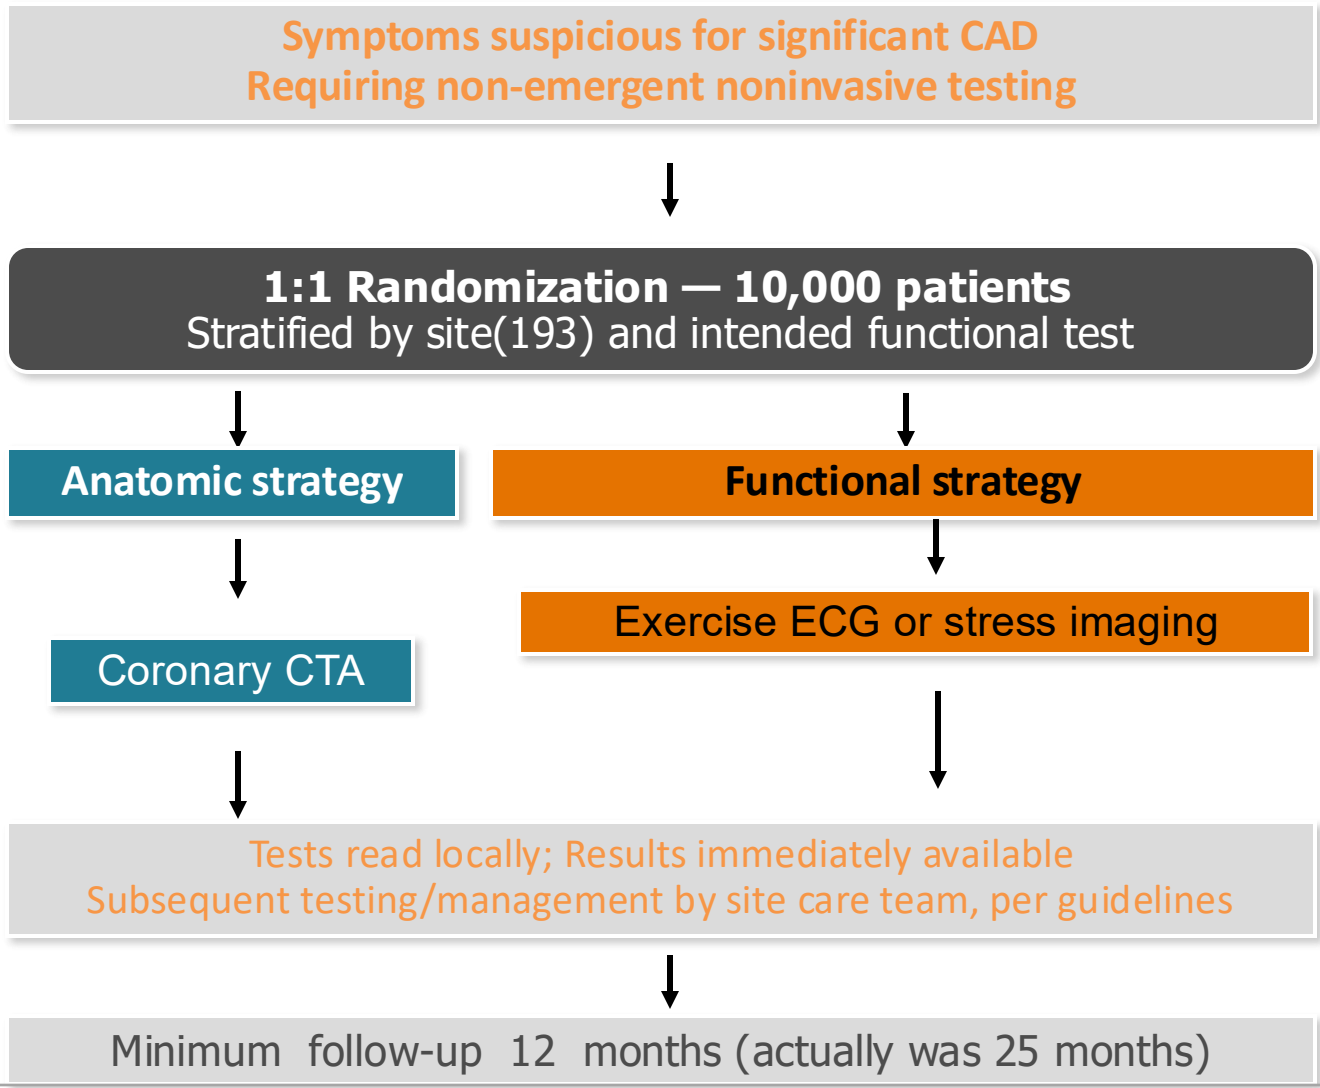 Symptoms suspicious for significant CAD
Requiring non-emergent noninvasive testing
1:1 Randomization — 10,000 patients
Stratified by site(193) and intended functional test
Anatomic strategy
Functional strategy
Exercise ECG or stress imaging
Coronary CTA
Tests read locally; Results immediately available
Subsequent testing/management by site care team, per guidelines
Minimum follow-up 12 months (actually was 25 months)